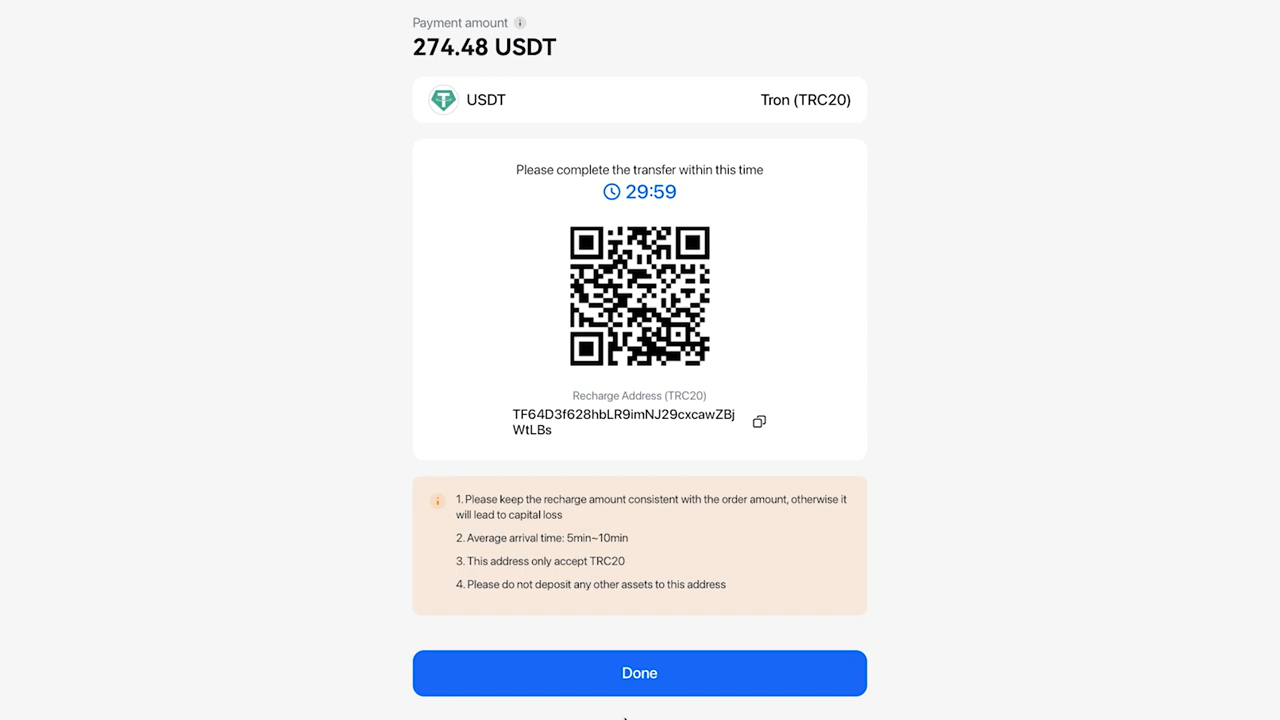 Payment amount
274.48 USDT
USDT
Tron (TRC20)
Please complete the transfer within this time
29:59
Recharge Address (TRC20)
TF64D3f628hbLR9imNJ29cxcawZBj
WtLBs
1. Please keep the recharge amount consistent with the order amount, otherwise it
will lead to capital loss
2. Average arrival time: 5min~10min
3. This address only accept TRC20
4. Please do not deposit any other assets to this address
Done